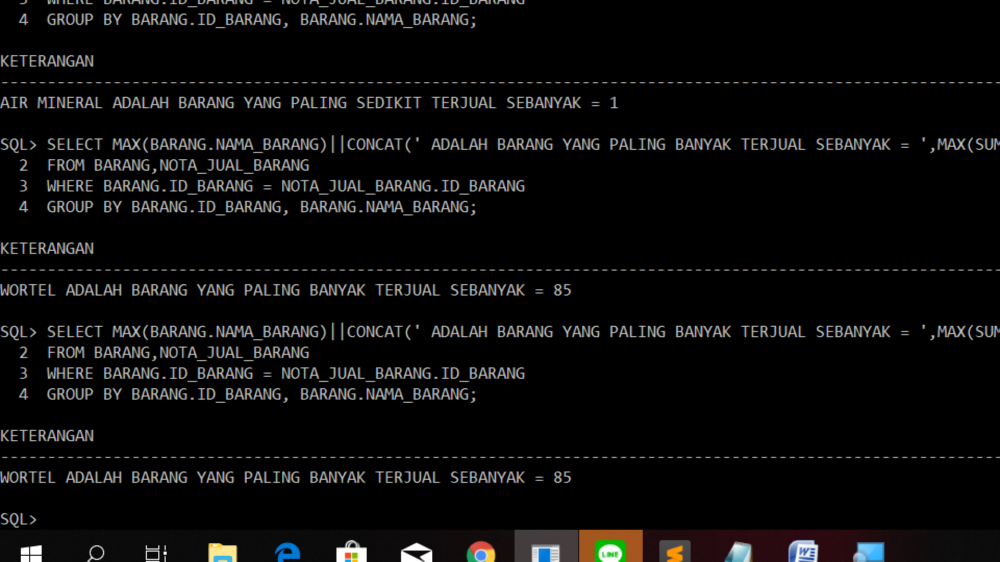 3  WHERE BARANG.ID_BARANG = NOTA_JUAL_BARANG.ID_BARANG
4  GROUP BY BARANG.ID_BARANG, BARANG.NAMA_BARANG;
KETERANGAN
--------------------------------------------------------------------------------------------------------------
AIR MINERAL ADALAH BARANG YANG PALING SEDIKIT TERJUAL SEBANYAK = 1
SQL> SELECT MAX(BARANG.NAMA_BARANG)||CONCAT(' ADALAH BARANG YANG PALING BANYAK TERJUAL SEBANYAK = ',MAX(SUM
2  FROM BARANG,NOTA_JUAL_BARANG
3  WHERE BARANG.ID_BARANG = NOTA_JUAL_BARANG.ID_BARANG
4  GROUP BY BARANG.ID_BARANG, BARANG.NAMA_BARANG;
KETERANGAN
--------------------------------------------------------------------------------------------------------------
WORTEL ADALAH BARANG YANG PALING BANYAK TERJUAL SEBANYAK = 85
SQL> SELECT MAX(BARANG.NAMA_BARANG)||CONCAT(' ADALAH BARANG YANG PALING BANYAK TERJUAL SEBANYAK = ',MAX(SUM
2  FROM BARANG,NOTA_JUAL_BARANG
3  WHERE BARANG.ID_BARANG = NOTA_JUAL_BARANG.ID_BARANG
4  GROUP BY BARANG.ID_BARANG, BARANG.NAMA_BARANG;
KETERANGAN
--------------------------------------------------------------------------------------------------------------
WORTEL ADALAH BARANG YANG PALING BANYAK TERJUAL SEBANYAK = 85
SQL>
LINE
W